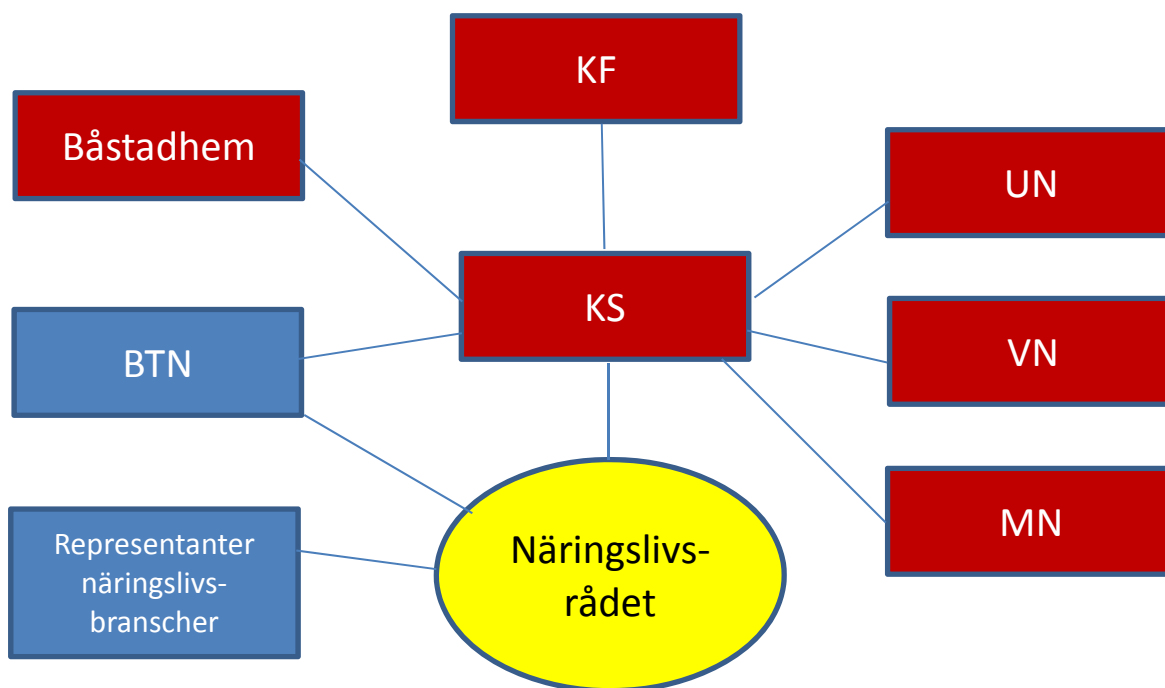 KF
Båstadhem
UN
KS
VN
BTN
MN
Representanter
näringslivs-
branscher
Näringslivs-
rådet